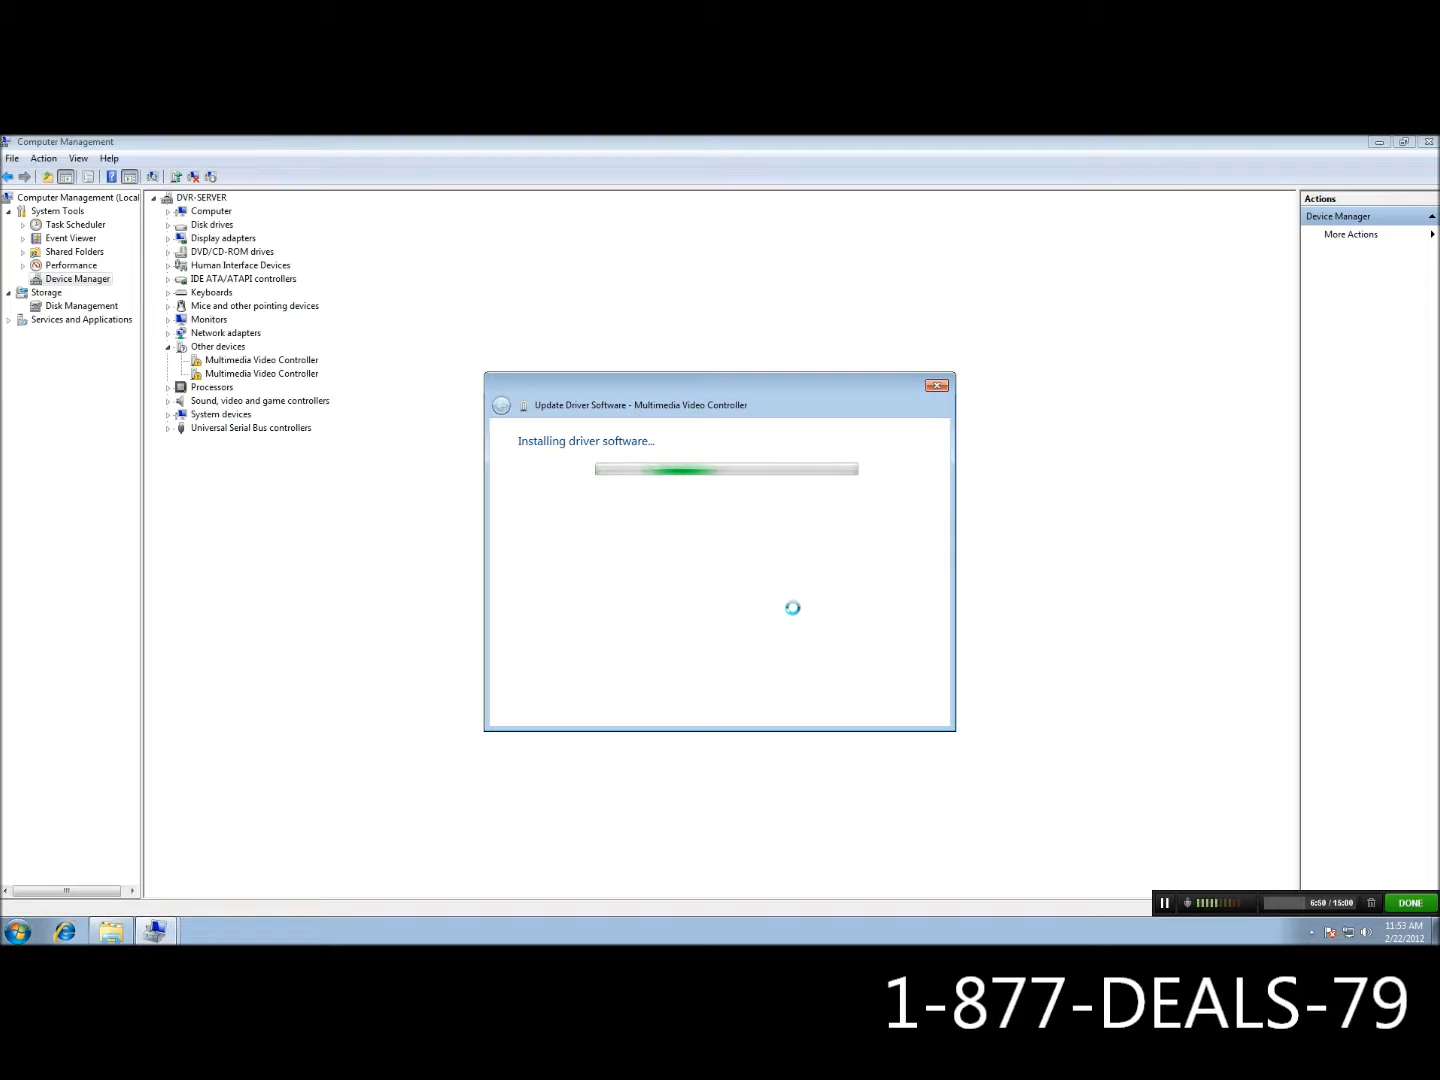 Computer Management
File Action View Help
Computer Management (Local
System Tools
Task Scheduler
Event Viewer
Shared Folders
Performance
Device Manager
Storage
Disk Management
Services and Applications
DVR-SERVER
Computer
Disk drives
Display adapters
DVD/CD-ROM drives
Human Interface Devices
IDE ATA/ATAPI controllers
Keyboards
Mice and other pointing devices
Monitors
Network adapters
Other devices
Multimedia Video Controller
Multimedia Video Controller
Processors
Sound, video and game controllers
System devices
Universal Serial Bus controllers
Actions
Device Manager
More Actions
Update Driver Software - Multimedia Video Controller
Installing driver software...
6:50 / 15:00
DONE
11:53 AM
2/22/2012
1-877-DEALS-79